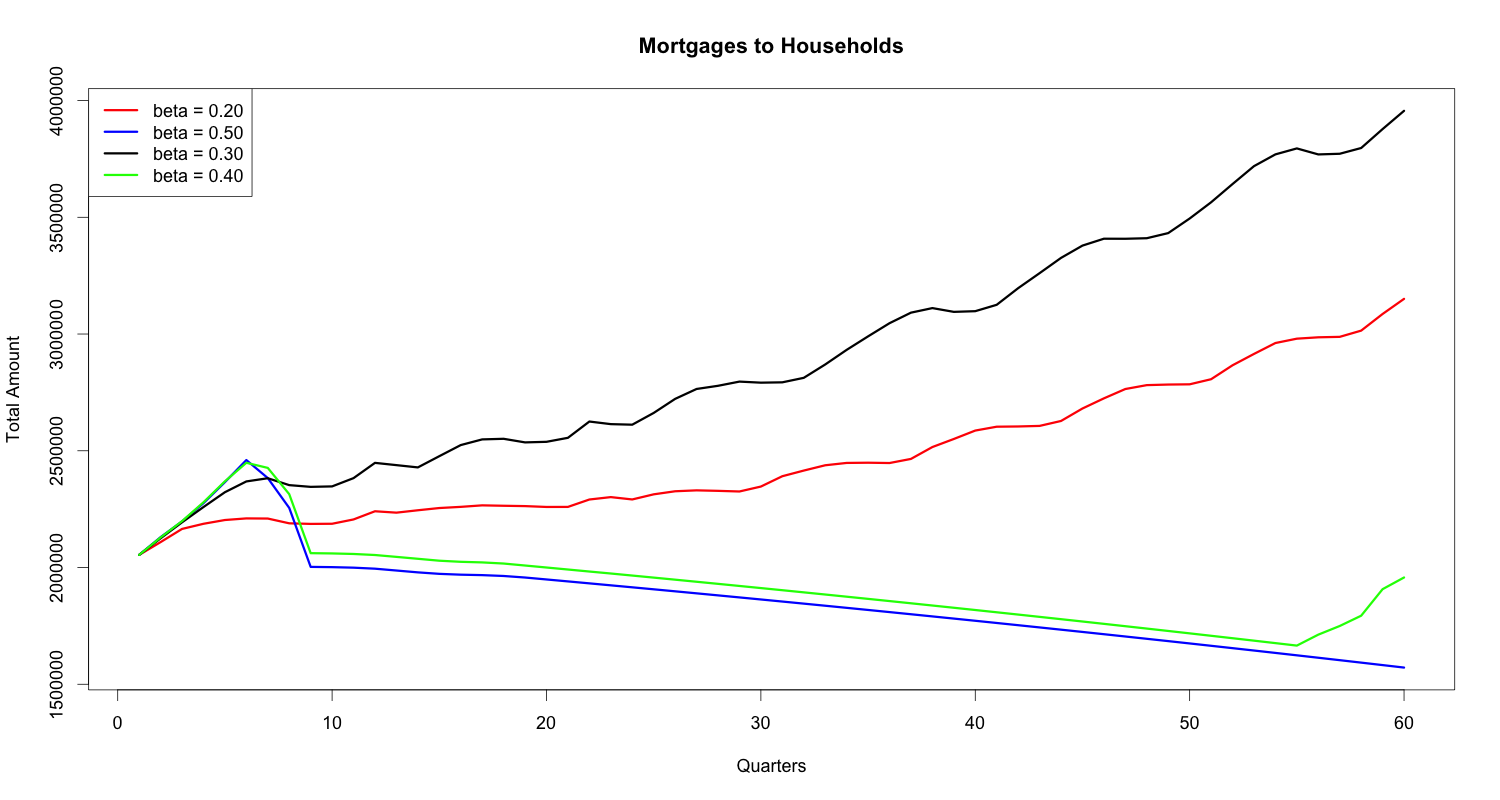 Mortgages to Households
beta = 0.20
beta = 0.50
beta = 0.30
beta = 0.40
Total Amount
4000000
3500000
3000000
2500000
2000000
1500000
0 10 20 30 40 50 60
Quarters